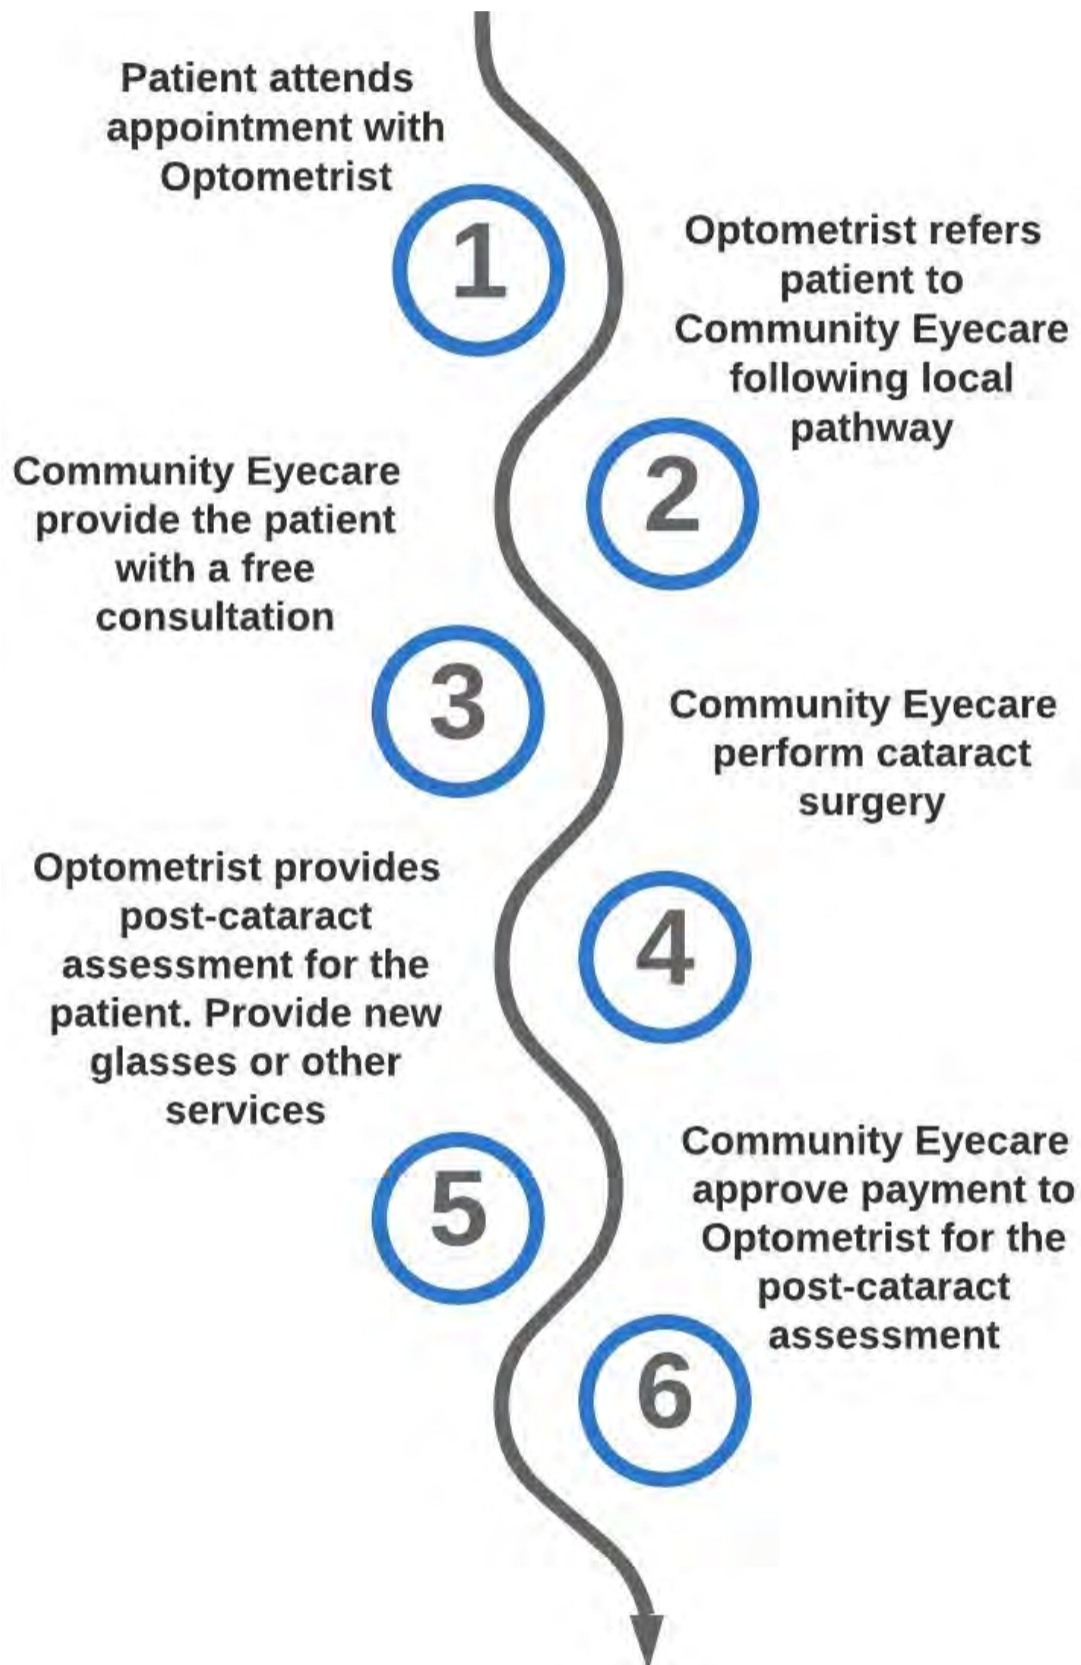 Patient attends
appointment with
Optometrist
1
Optometrist refers
patient to
Community Eyecare
following local
pathway
2
Community Eyecare
provide the patient
with a free
consultation
3
Community Eyecare
perform cataract
surgery
4
Optometrist provides
post-cataract
assessment for the
patient. Provide new
glasses or other
services
5
Community Eyecare
approve payment to
Optometrist for the
post-cataract
assessment
6